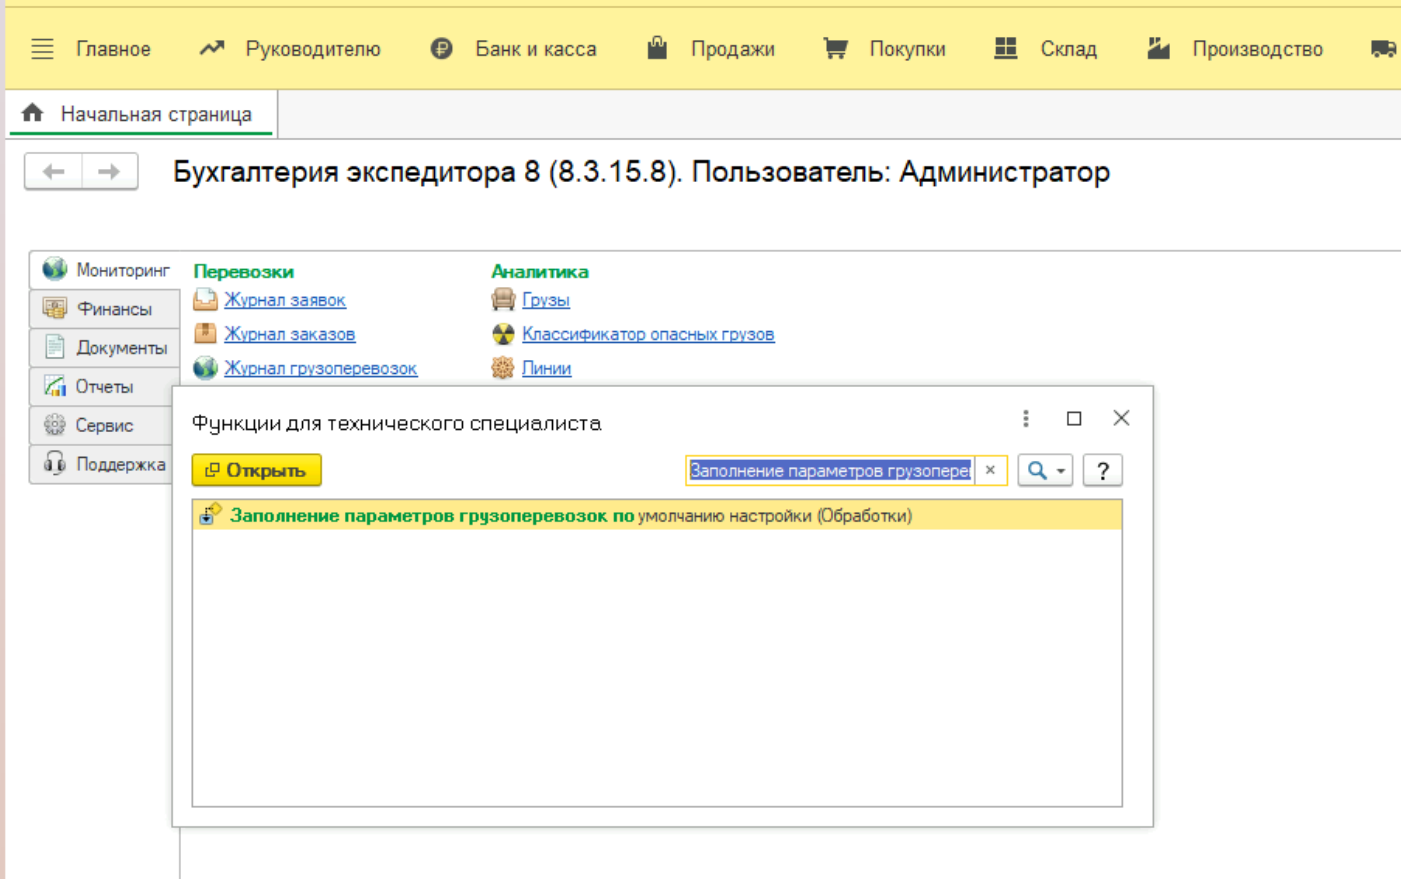 Главное Руководителю Банк и касса Продажи Покупки Склад Производство
Начальная страница
Бухгалтерия экспедитора 8 (8.3.15.8). Пользователь: Администратор
Мониторинг
Финансы
Документы
Отчеты
Сервис
Поддержка
Перевозки
Журнал заявок
Журнал заказов
Журнал грузоперевозок
Аналитика
Грузы
Классификатор опасных грузов
Линии
Функции для технического специалиста
Открыть
Заполнение параметров грузопере
?
Заполнение параметров грузоперевозок по умолчанию настройки (Обработки)